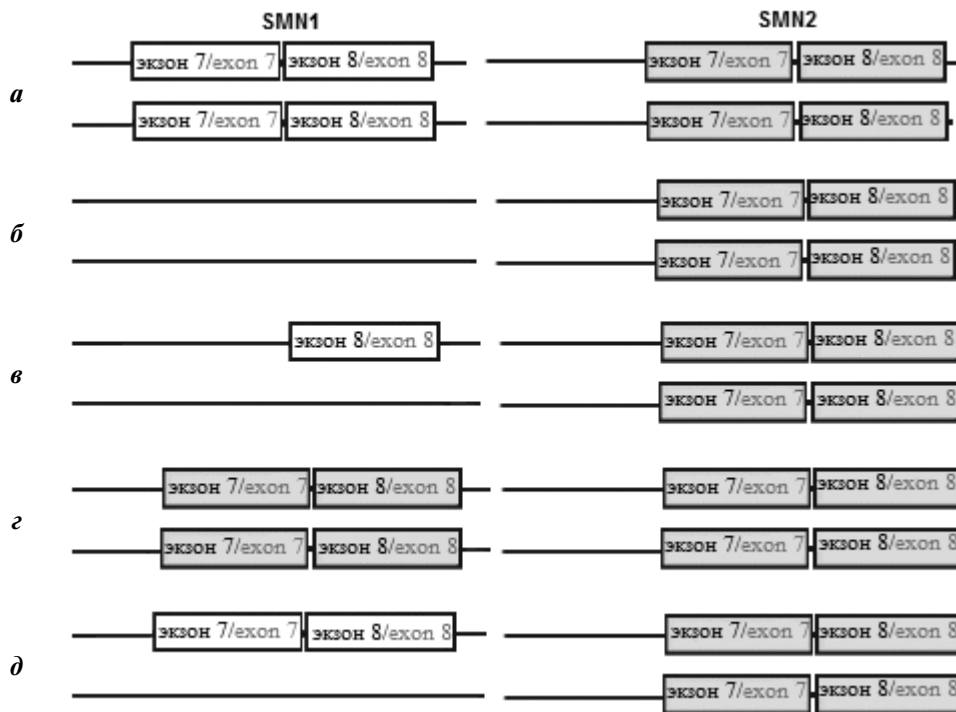 SMN1 SMN2
экзон 7/exon 7 экзон 8/exon 8 экзон 7/exon 7 экзон 8/exon 8
а
экзон 7/exon 7 экзон 8/exon 8 экзон 7/exon 7 экзон 8/exon 8
экзон 7/exon 7 экзон 8/exon 8
б
экзон 7/exon 7 экзон 8/exon 8
экзон 8/exon 8 экзон 7/exon 7 экзон 8/exon 8
в
экзон 7/exon 7 экзон 8/exon 8
экзон 7/exon 7 экзон 8/exon 8 экзон 7/exon 7 экзон 8/exon 8
г
экзон 7/exon 7 экзон 8/exon 8 экзон 7/exon 7 экзон 8/exon 8
экзон 7/exon 7 экзон 8/exon 8 экзон 7/exon 7 экзон 8/exon 8
д
экзон 7/exon 7 экзон 8/exon 8